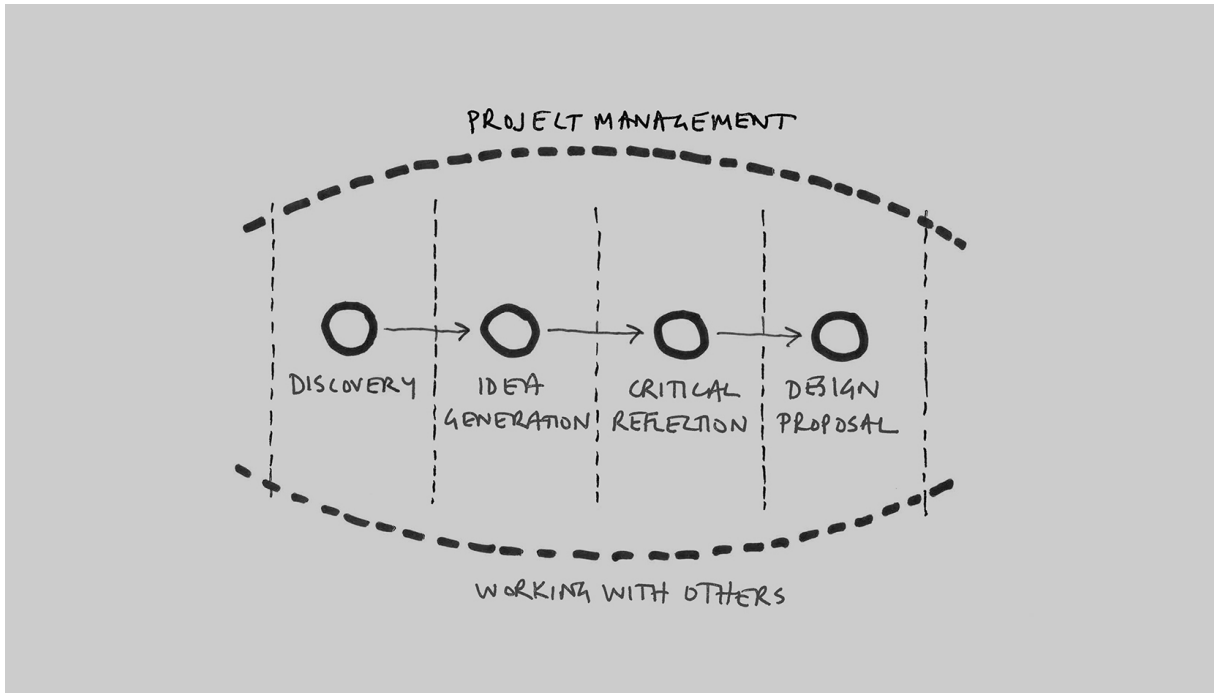 PROJECT MANAGEMENT
DISCOVERY
IDEA
GENERATION
CRITICAL
REFLECTION
DESIGN
PROPOSAL
WORKING WITH OTHERS